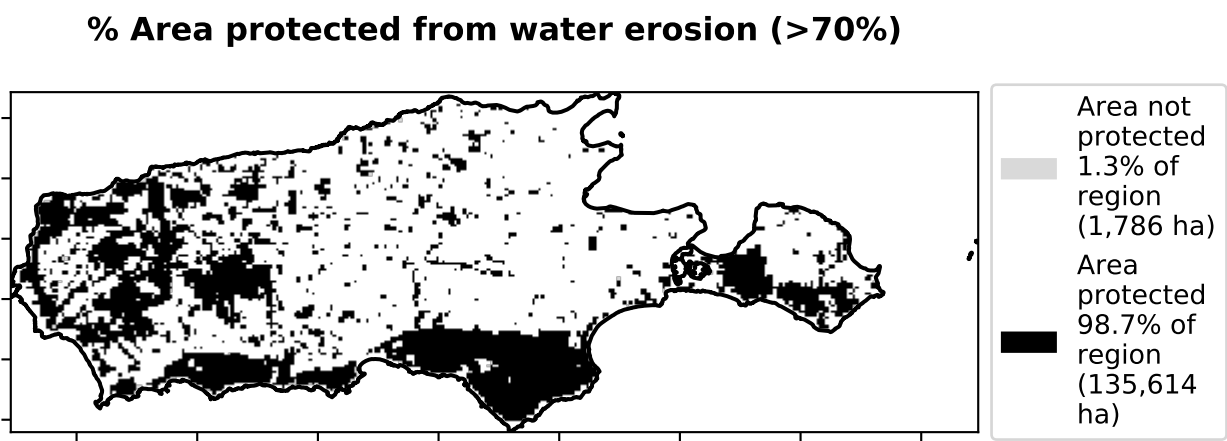 % Area protected from water erosion (>70%)
Area not
protected
1.3% of
region
(1,786 ha)
Area
protected
98.7% of
region
(135,614
ha)